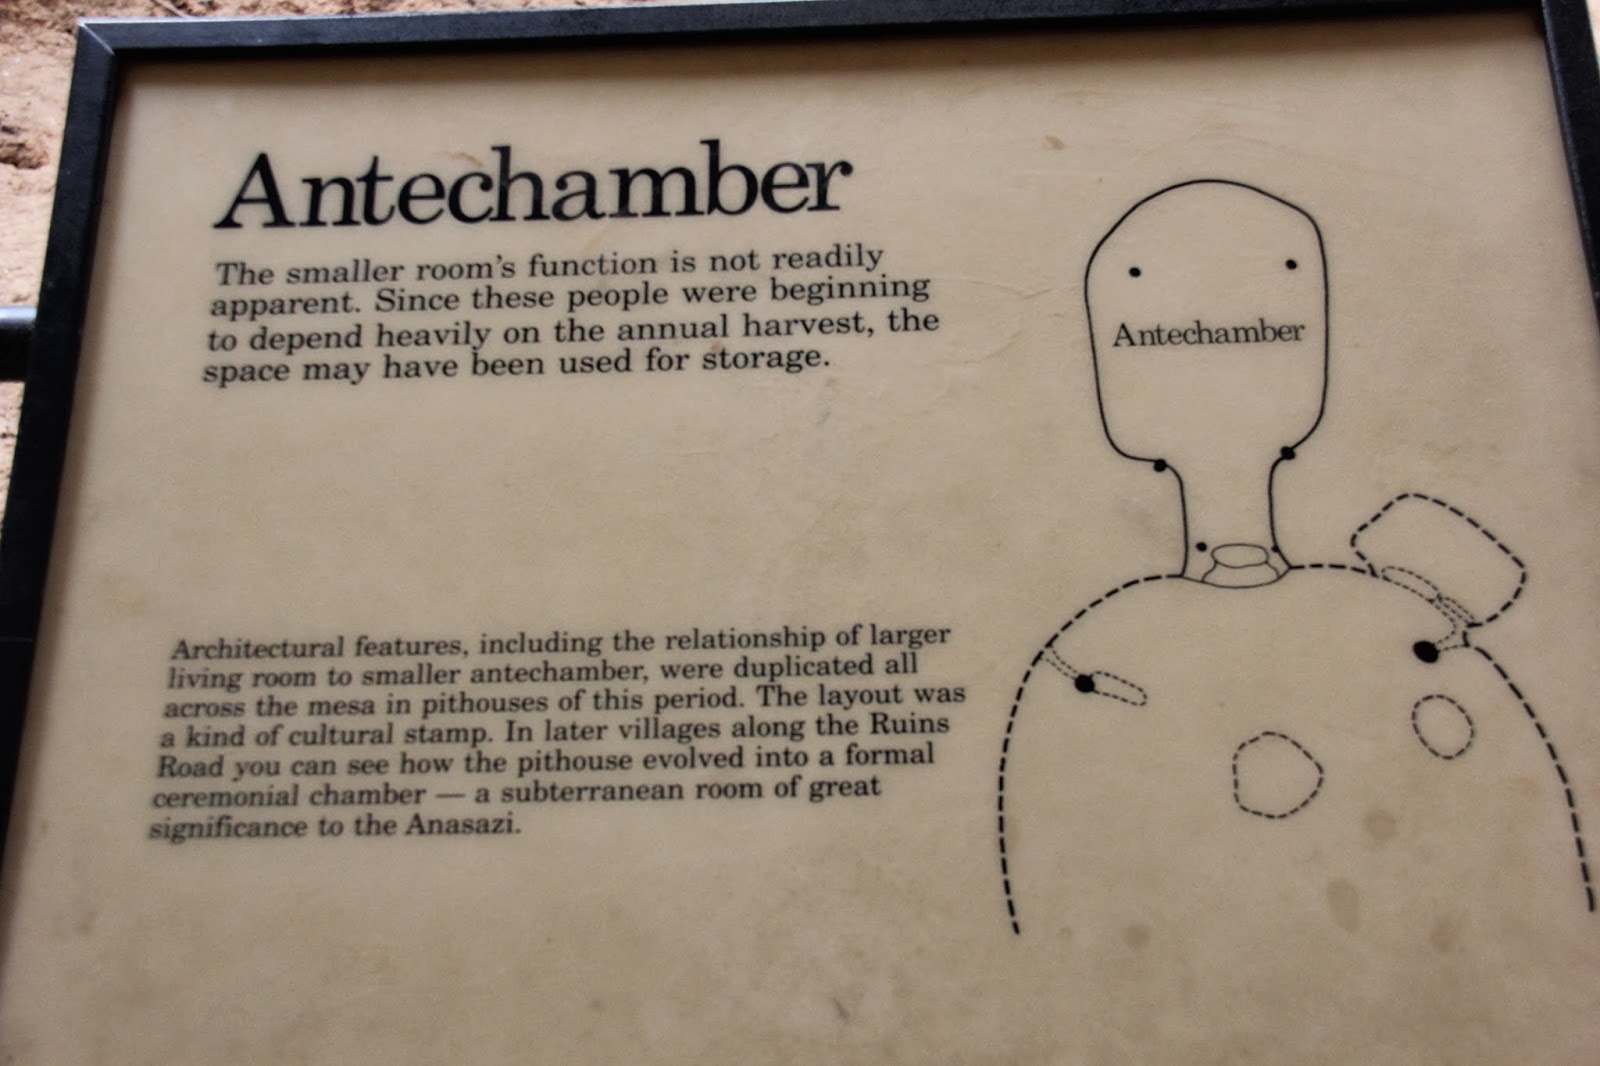 Antechamber
The smaller room's function is not readily
apparent. Since these people were beginning
to depend heavily on the annual harvest, the
space may have been used for storage.
Architectural features, including the relationship of larger
living room to smaller antechamber, were duplicated all
across the mesa in pithouses of this period. The layout was
a kind of cultural stamp. In later villages along the Ruins
Road you can see how the pithouse evolved into a formal
ceremonial chamber — a subterranean room of great
significance to the Anasazi.
Antechamber